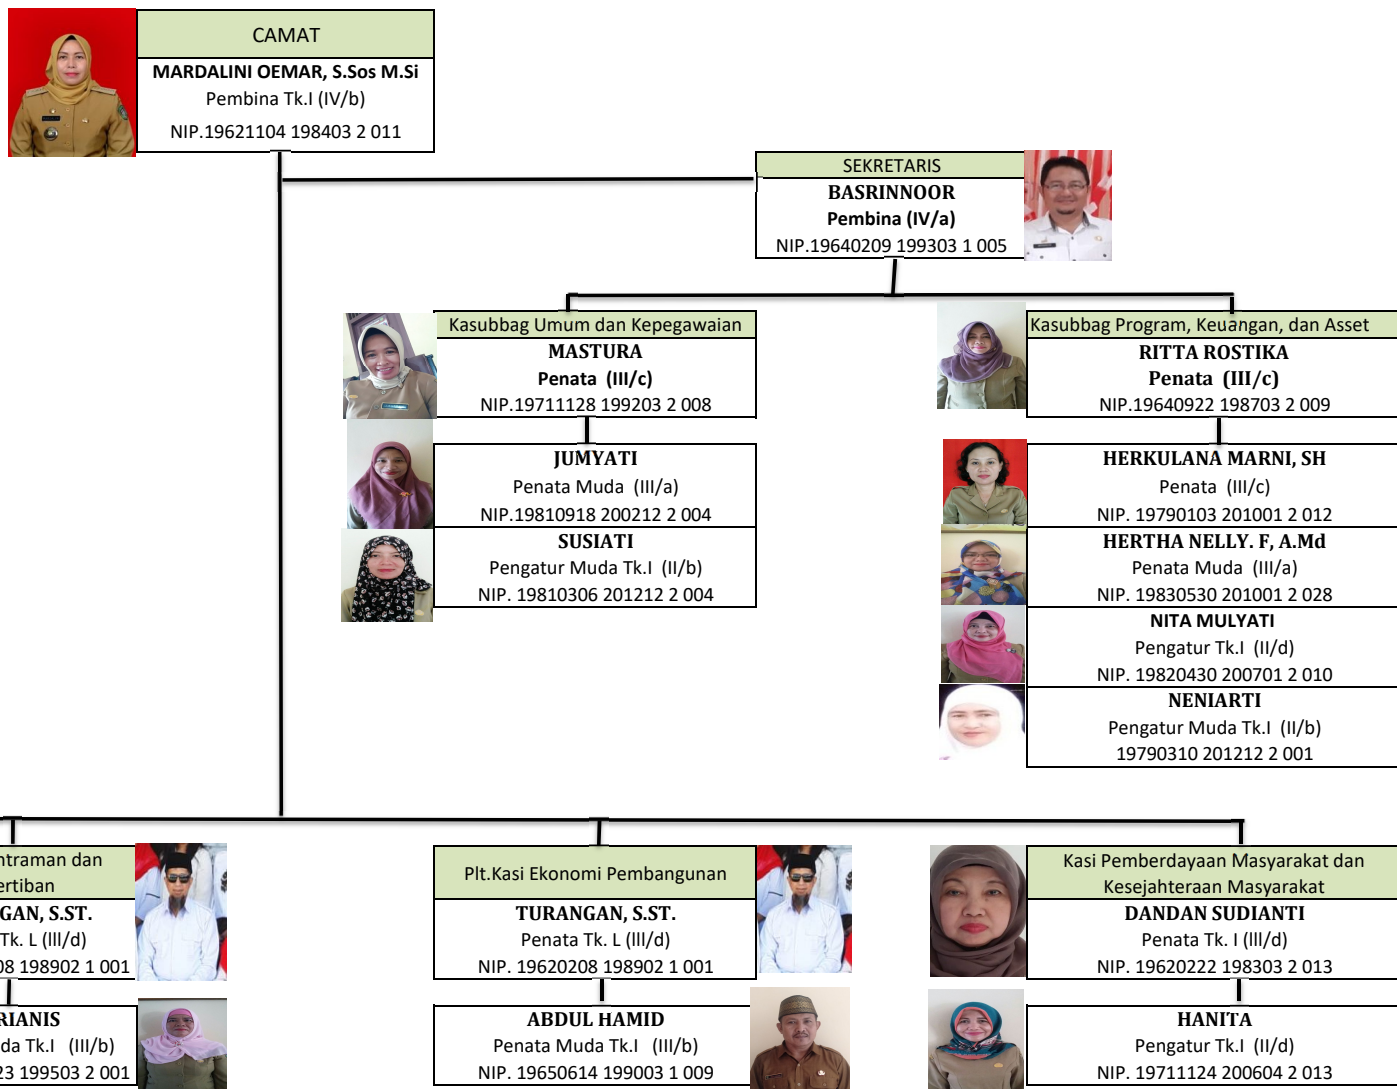 CAMAT
MARDALINI OEMAR, S.Sos M.Si
Pembina Tk.I (IV/b)
NIP.19621104 198403 2 011
SEKRETARIS
BASRINNOOR
Pembina (IV/a)
NIP.19640209 199303 1 005
Kasubbag Umum dan Kepegawaian
MASTURA
Penata (III/c)
NIP.19711128 199203 2 008
JUMYATI
Penata Muda (III/a)
NIP.19810918 200212 2 004
SUSIATI
Pengatur Muda Tk.I (II/b)
NIP. 19810306 201212 2 004
Kasubbag Program, Keuangan, dan Asset
RITTA ROSTIKA
Penata (III/c)
NIP.19640922 198703 2 009
HERKULANA MARNI, SH
Penata (III/c)
NIP. 19790103 201001 2 012
HERTHA NELLY. F, A.Md
Penata Muda (III/a)
NIP. 19830530 201001 2 028
NITA MULYATI
Pengatur Tk.I (II/d)
NIP. 19820430 200701 2 010
NENIARTI
Pengatur Muda Tk.I (II/b)
19790310 201212 2 001
ntraman dan
ertiban
GAN, S.ST.
Tk. L (lll/d)
08 198902 1 001
RIANIS
da Tk.I (III/b)
23 199503 2 001
Plt.Kasi Ekonomi Pembangunan
TURANGAN, S.ST.
Penata Tk. L (lll/d)
NIP. 19620208 198902 1 001
ABDUL HAMID
Penata Muda Tk.I (III/b)
NIP. 19650614 199003 1 009
Kasi Pemberdayaan Masyarakat dan
Kesejahteraan Masyarakat
DANDAN SUDIANTI
Penata Tk. I (lll/d)
NIP. 19620222 198303 2 013
HANITA
Pengatur Tk.I (II/d)
NIP. 19711124 200604 2 013